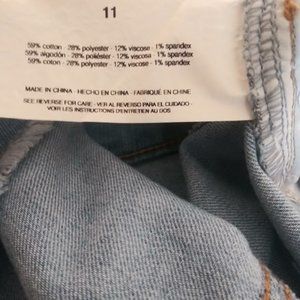 11
59% cotton · 28% polyester · 12% viscose · 1% spandex
59% algodón · 28% poliéster · 12% viscosa · 1% spandex
59% coton · 28% polyester · 12% viscose · 1% spandex
MADE IN CHINA · HECHO EN CHINA · FABRIQUÉ EN CHINE
SEE REVERSE FOR CARE · VER AL REVERSO PARA EL CUIDADO ·
VOIR LES INSTRUCTIONS D'ENTRETIEN AU DOS